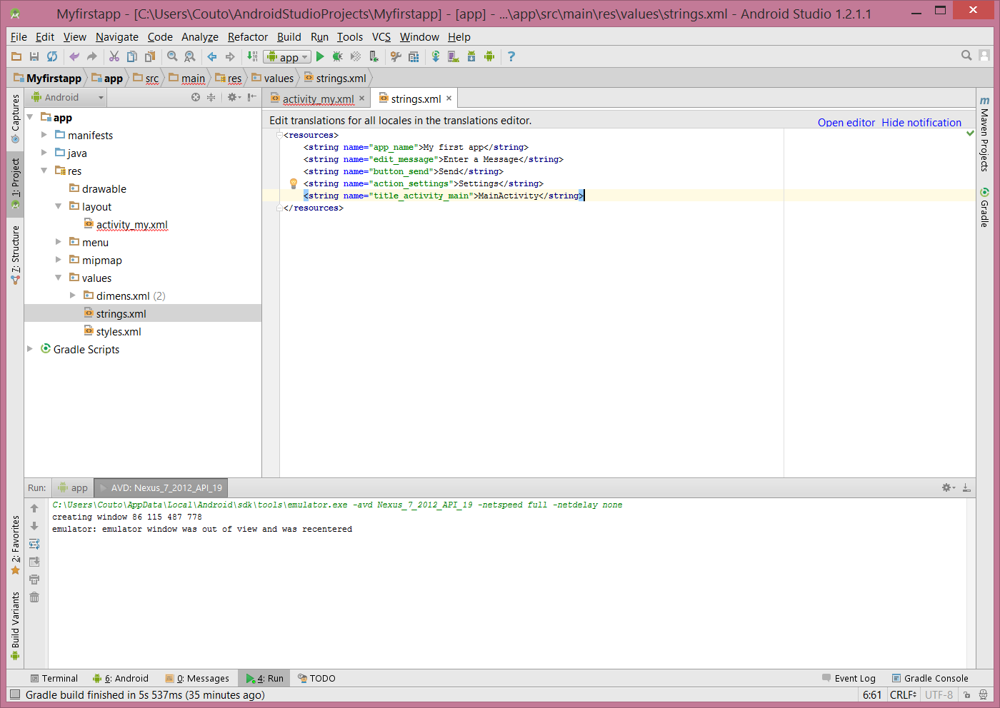 Myfirstapp - [C:\Users\Couto\AndroidStudioProjects\Myfirstapp] - [app] - ...\app\src\main\res\values\strings.xml - Android Studio 1.2.1.1
File Edit View Navigate Code Analyze Refactor Build Run Tools VCS Window Help
app
Myfirstapp app src main res values strings.xml
Android
activity_my.xml strings.xml
Edit translations for all locales in the translations editor.
Open editor Hide notification
Captures
1: Project
7: Structure
2: Favorites
Build Variants
app
manifests
java
res
drawable
layout
activity_my.xml
menu
mipmap
values
dimens.xml (2)
strings.xml
styles.xml
Gradle Scripts
<resources>
<string name="app_name">My first app</string>
<string name="edit_message">Enter a Message</string>
<string name="button_send">Send</string>
<string name="action_settings">Settings</string>
<string name="title_activity_main">MainActivity</string>
</resources>
m Maven Projects
Gradle
Run: app AVD: Nexus_7_2012_API_19
C:\Users\Couto\AppData\Local\Android\sdk\tools\emulator.exe -avd Nexus_7_2012_API_19 -netspeed full -netdelay none
creating window 86 115 487 778
emulator: emulator window was out of view and was recentered
Terminal 6: Android 0: Messages 4: Run TODO Event Log Gradle Console
Gradle build finished in 5s 537ms (35 minutes ago) 6:61 CRLF UTF-8